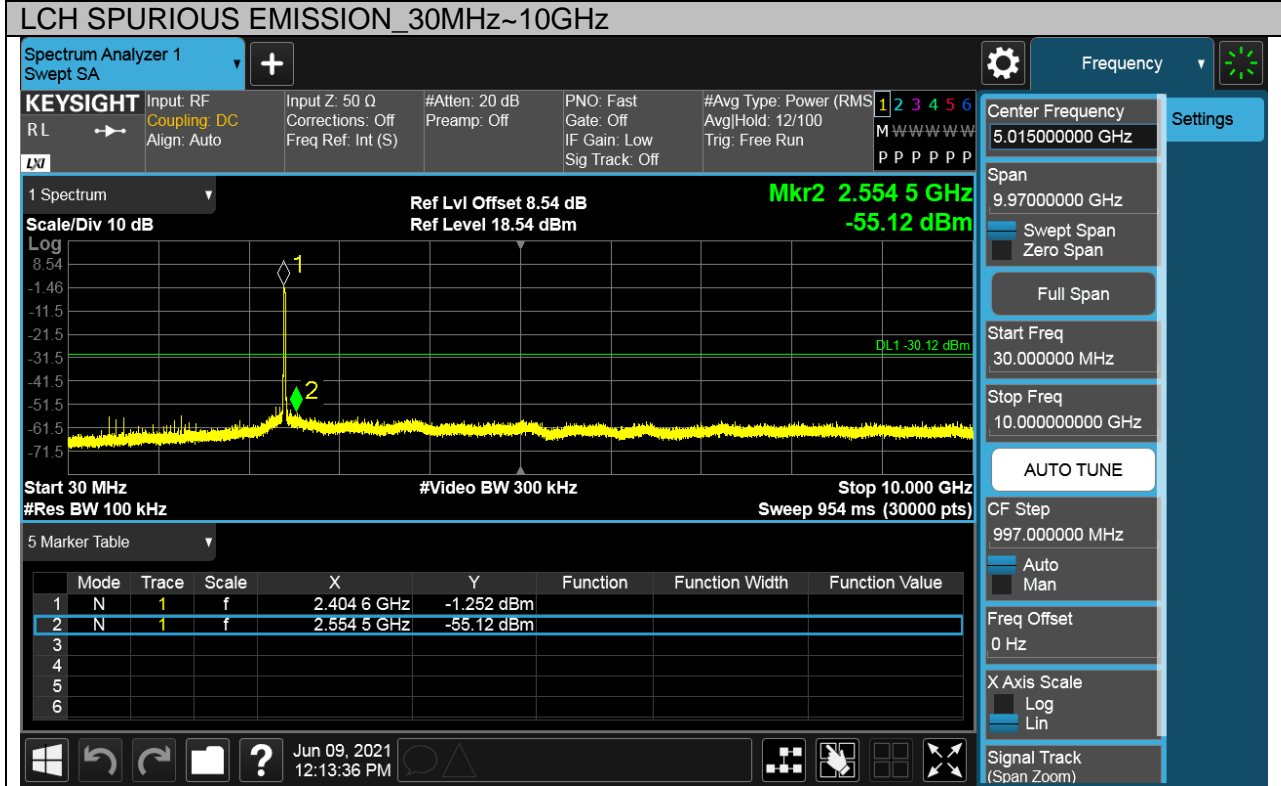 LCH SPURIOUS EMISSION_30MHz~10GHz
Spectrum Analyzer 1
Swept SA
+
Frequency
KEYSIGHT
RL
LXI
Input: RF
Coupling: DC
Align: Auto
Input Z: 50 Ω
Corrections: Off
Freq Ref: Int (S)
#Atten: 20 dB
Preamp: Off
PNO: Fast
Gate: Off
IF Gain: Low
Sig Track: Off
#Avg Type: Power (RMS
Avg|Hold: 12/100
Trig: Free Run
1 2 3 4 5 6
M W W W W W
P P P P P P
1 Spectrum
Scale/Div 10 dB
Ref Lvl Offset 8.54 dB
Ref Level 18.54 dBm
Mkr2 2.554 5 GHz
-55.12 dBm
Log
8.54
-1.46
-11.5
-21.5
-31.5
-41.5
-51.5
-61.5
-71.5
1
2
DL1 -30.12 dBm
Start 30 MHz
#Res BW 100 kHz
#Video BW 300 kHz
Stop 10.000 GHz
Sweep 954 ms (30000 pts)
5 Marker Table
Mode Trace Scale X Y Function Function Width Function Value
1 N 1 f 2.404 6 GHz -1.252 dBm
2 N 1 f 2.554 5 GHz -55.12 dBm
3
4
5
6
?
Jun 09, 2021
12:13:36 PM
Center Frequency
5.015000000 GHz
Settings
Span
9.97000000 GHz
Swept Span
Zero Span
Full Span
Start Freq
30.000000 MHz
Stop Freq
10.000000000 GHz
AUTO TUNE
CF Step
997.000000 MHz
Auto
Man
Freq Offset
0 Hz
X Axis Scale
Log
Lin
Signal Track
(Span Zoom)